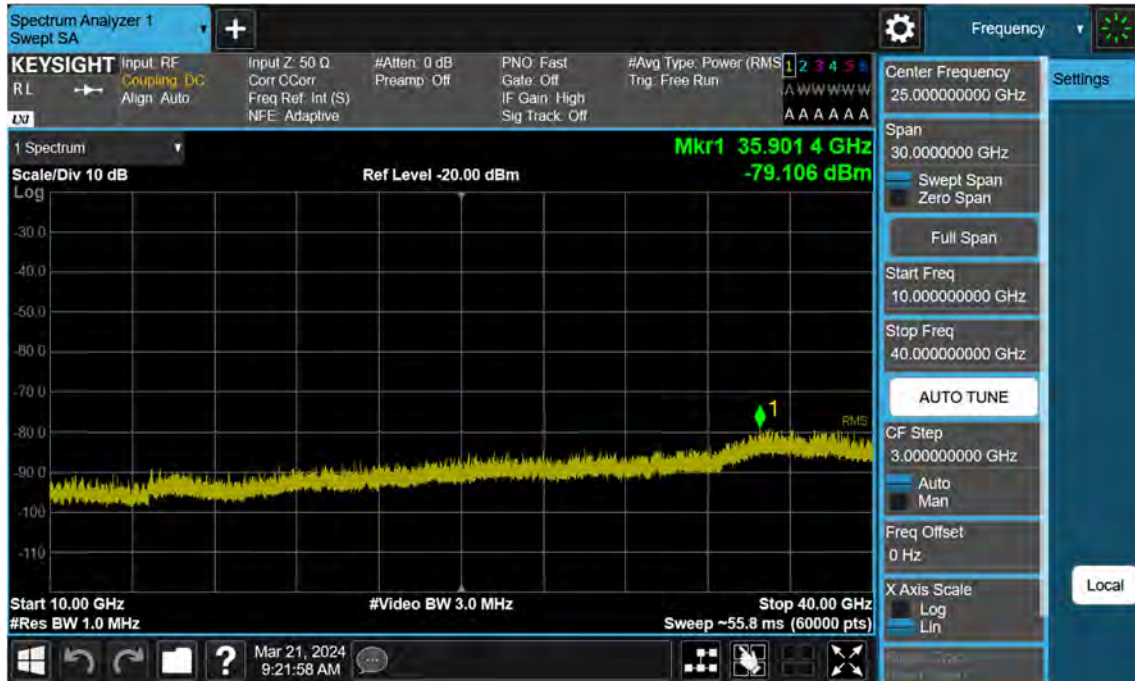 Spectrum Analyzer 1
Swept SA
Frequency
KEYSIGHT
RL
LXI
Input: RF
Coupling: DC
Align: Auto
Input Z: 50 Ω
Corr CCorr
Freq Ref: Int (S)
NFE: Adaptive
#Atten: 0 dB
Preamp: Off
PNO: Fast
Gate: Off
IF Gain: High
Sig Track: Off
#Avg Type: Power (RMS
Trig: Free Run
1 2 3 4 5 6
A W W W W W
A A A A A A
1 Spectrum
Mkr1 35.901 4 GHz
-79.106 dBm
Scale/Div 10 dB
Ref Level -20.00 dBm
Log
-30.0
-40.0
-50.0
-60.0
-70.0
-80.0
-90.0
-100
-110
1
RMS
Start 10.00 GHz
#Res BW 1.0 MHz
#Video BW 3.0 MHz
Stop 40.00 GHz
Sweep ~55.8 ms (60000 pts)
Center Frequency
25.000000000 GHz
Span
30.0000000 GHz
Swept Span
Zero Span
Full Span
Start Freq
10.000000000 GHz
Stop Freq
40.000000000 GHz
AUTO TUNE
CF Step
3.000000000 GHz
Auto
Man
Freq Offset
0 Hz
X Axis Scale
Log
Lin
Settings
Local
?
Mar 21, 2024
9:21:58 AM